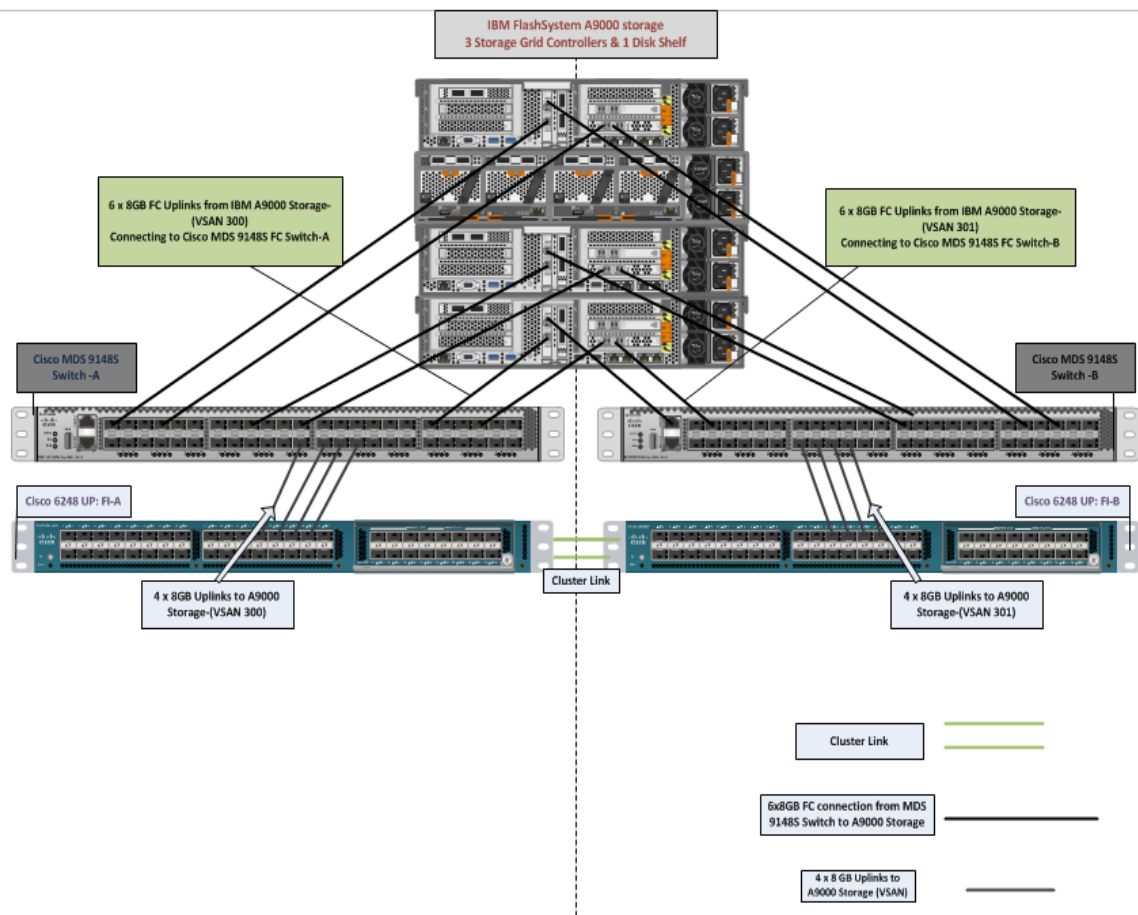 IBM FlashSystem A9000 storage
3 Storage Grid Controllers & 1 Disk Shelf
6 x 8GB FC Uplinks from IBM A9000 Storage-
(VSAN 300)
Connecting to Cisco MDS 9148S FC Switch-A
6 x 8GB FC Uplinks from IBM A9000 Storage-
(VSAN 301)
Connecting to Cisco MDS 9148S FC Switch-B
Cisco MDS 9148S
Switch -A
Cisco MDS 9148S
Switch -B
Cisco 6248 UP: FI-A
Cisco 6248 UP: FI-B
Cluster Link
4 x 8GB Uplinks to A9000
Storage-(VSAN 300)
4 x 8GB Uplinks to A9000
Storage-(VSAN 301)
Cluster Link
6x8GB FC connection from MDS
9148S Switch to A9000 Storage
4 x 8 GB Uplinks to
A9000 Storage (VSAN)